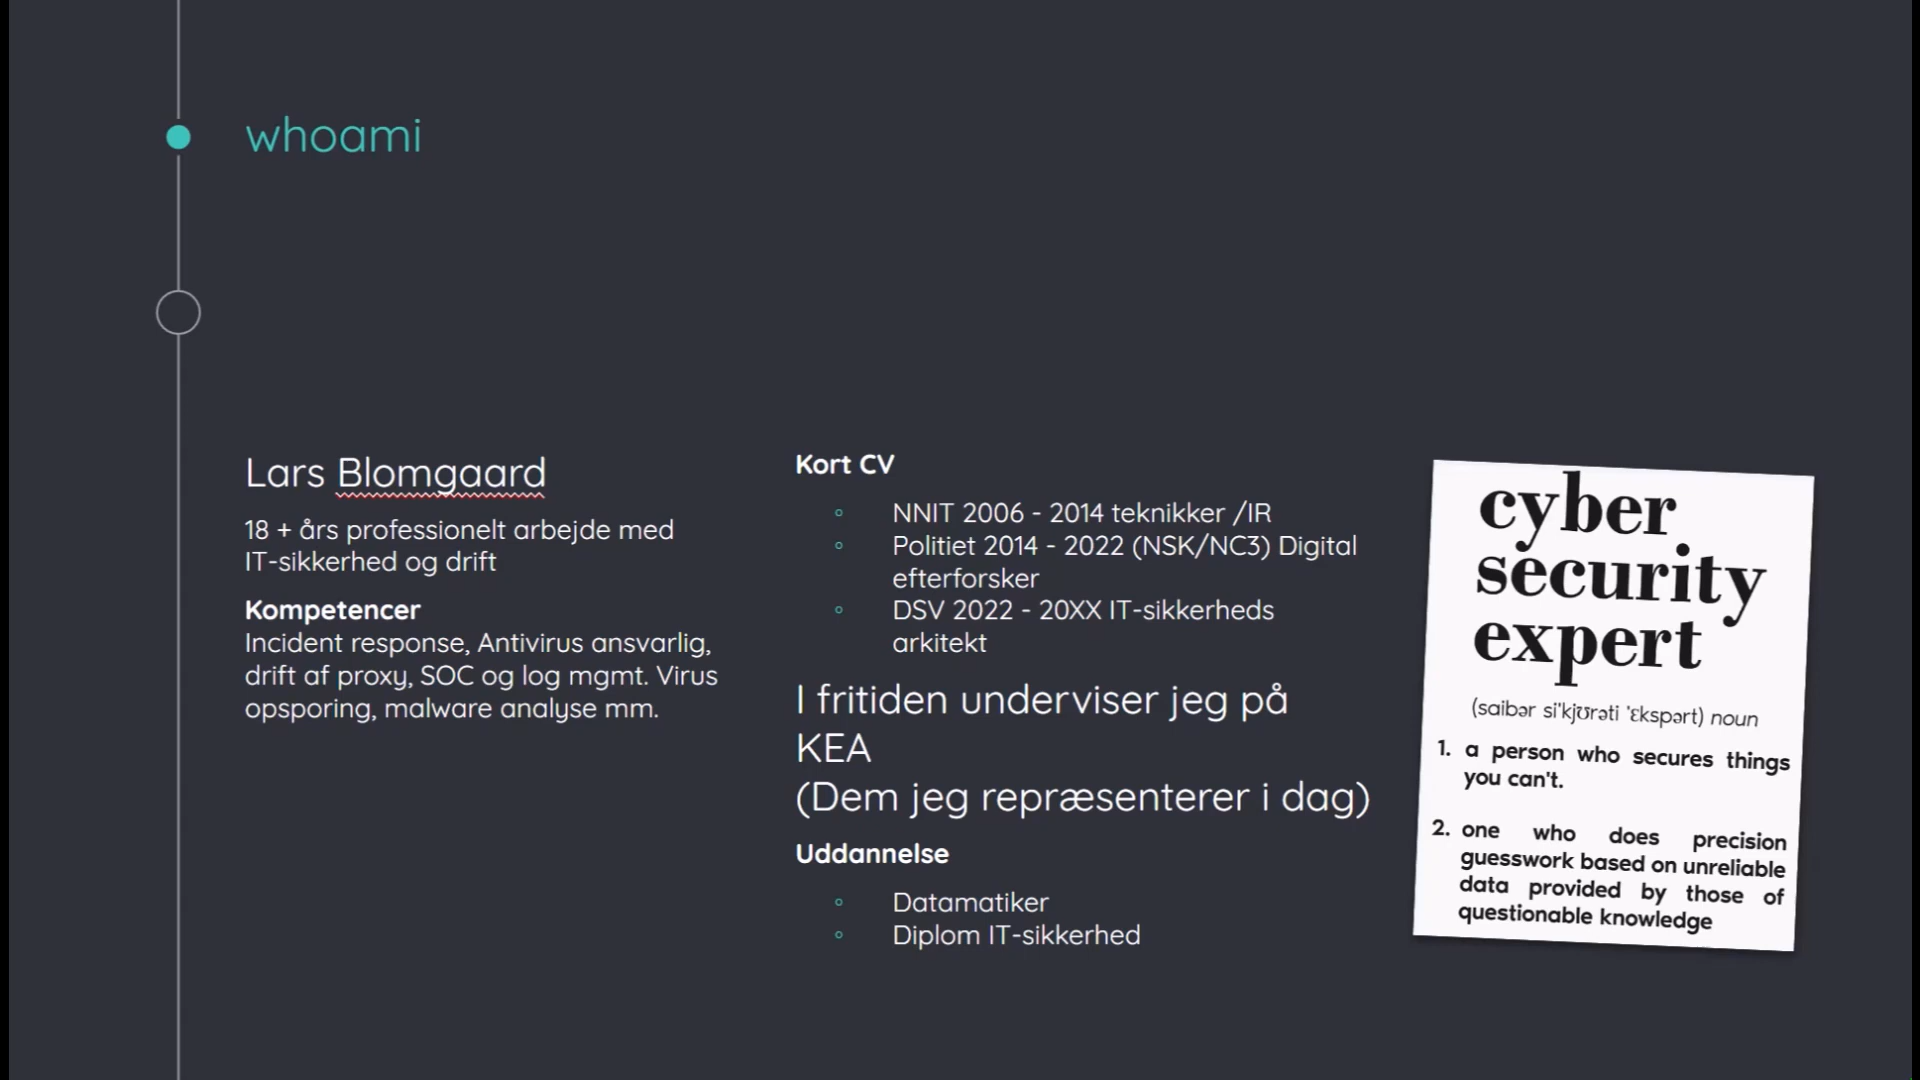 whoami
Lars Blomgaard
18 + års professionelt arbejde med
IT-sikkerhed og drift
Kompetencer
Incident response, Antivirus ansvarlig,
drift af proxy, SOC og log mgmt. Virus
opsporing, malware analyse mm.
Kort CV
NNIT 2006 - 2014 teknikker /IR
Politiet 2014 - 2022 (NSK/NC3) Digital
efterforsker
DSV 2022 - 20XX IT-sikkerheds
arkitekt
I fritiden underviser jeg på
KEA
(Dem jeg repræsenterer i dag)
Uddannelse
Datamatiker
Diplom IT-sikkerhed
cyber
security
expert
(saibər si'kjʊrəti 'ɛkspərt) noun
1. a person who secures things
you can't.
2. one who does precision
guesswork based on unreliable
data provided by those of
questionable knowledge